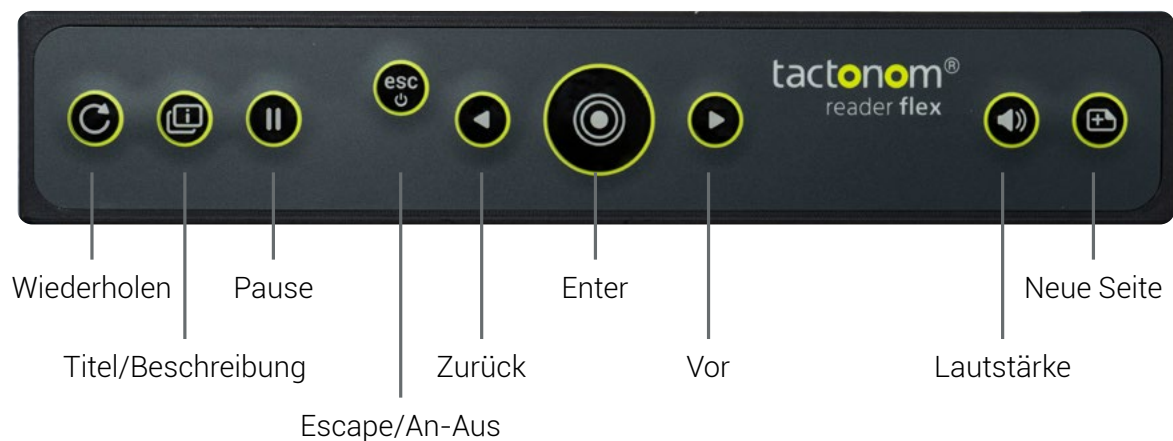 esc
tactonom®
reader flex
Wiederholen
Pause
Enter
Neue Seite
Titel/Beschreibung
Zurück
Vor
Lautstärke
Escape/An-Aus